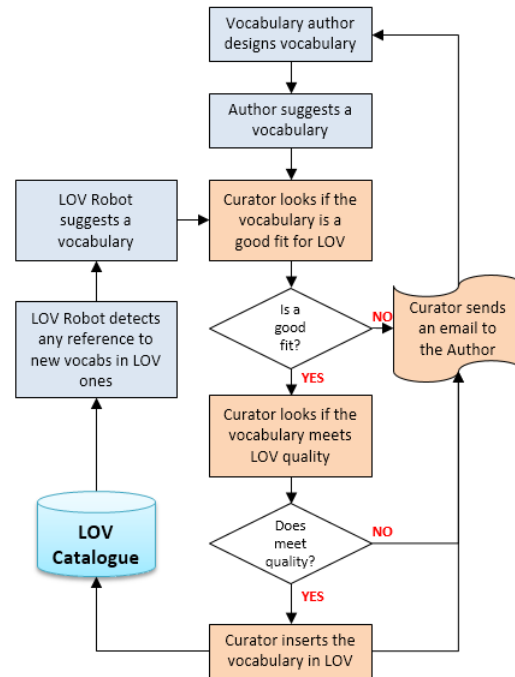 Vocabulary author
designs vocabulary
Author suggests a
vocabulary
LOV Robot
suggests a
vocabulary
Curator looks if the
vocabulary is a
good fit for LOV
LOV Robot detects
any reference to
new vocabs in LOV
ones
Is a
good
fit?
NO
Curator sends
an email to
the Author
YES
Curator looks if the
vocabulary meets
LOV quality
LOV
Catalogue
Does
meet
quality?
NO
YES
Curator inserts the
vocabulary in LOV